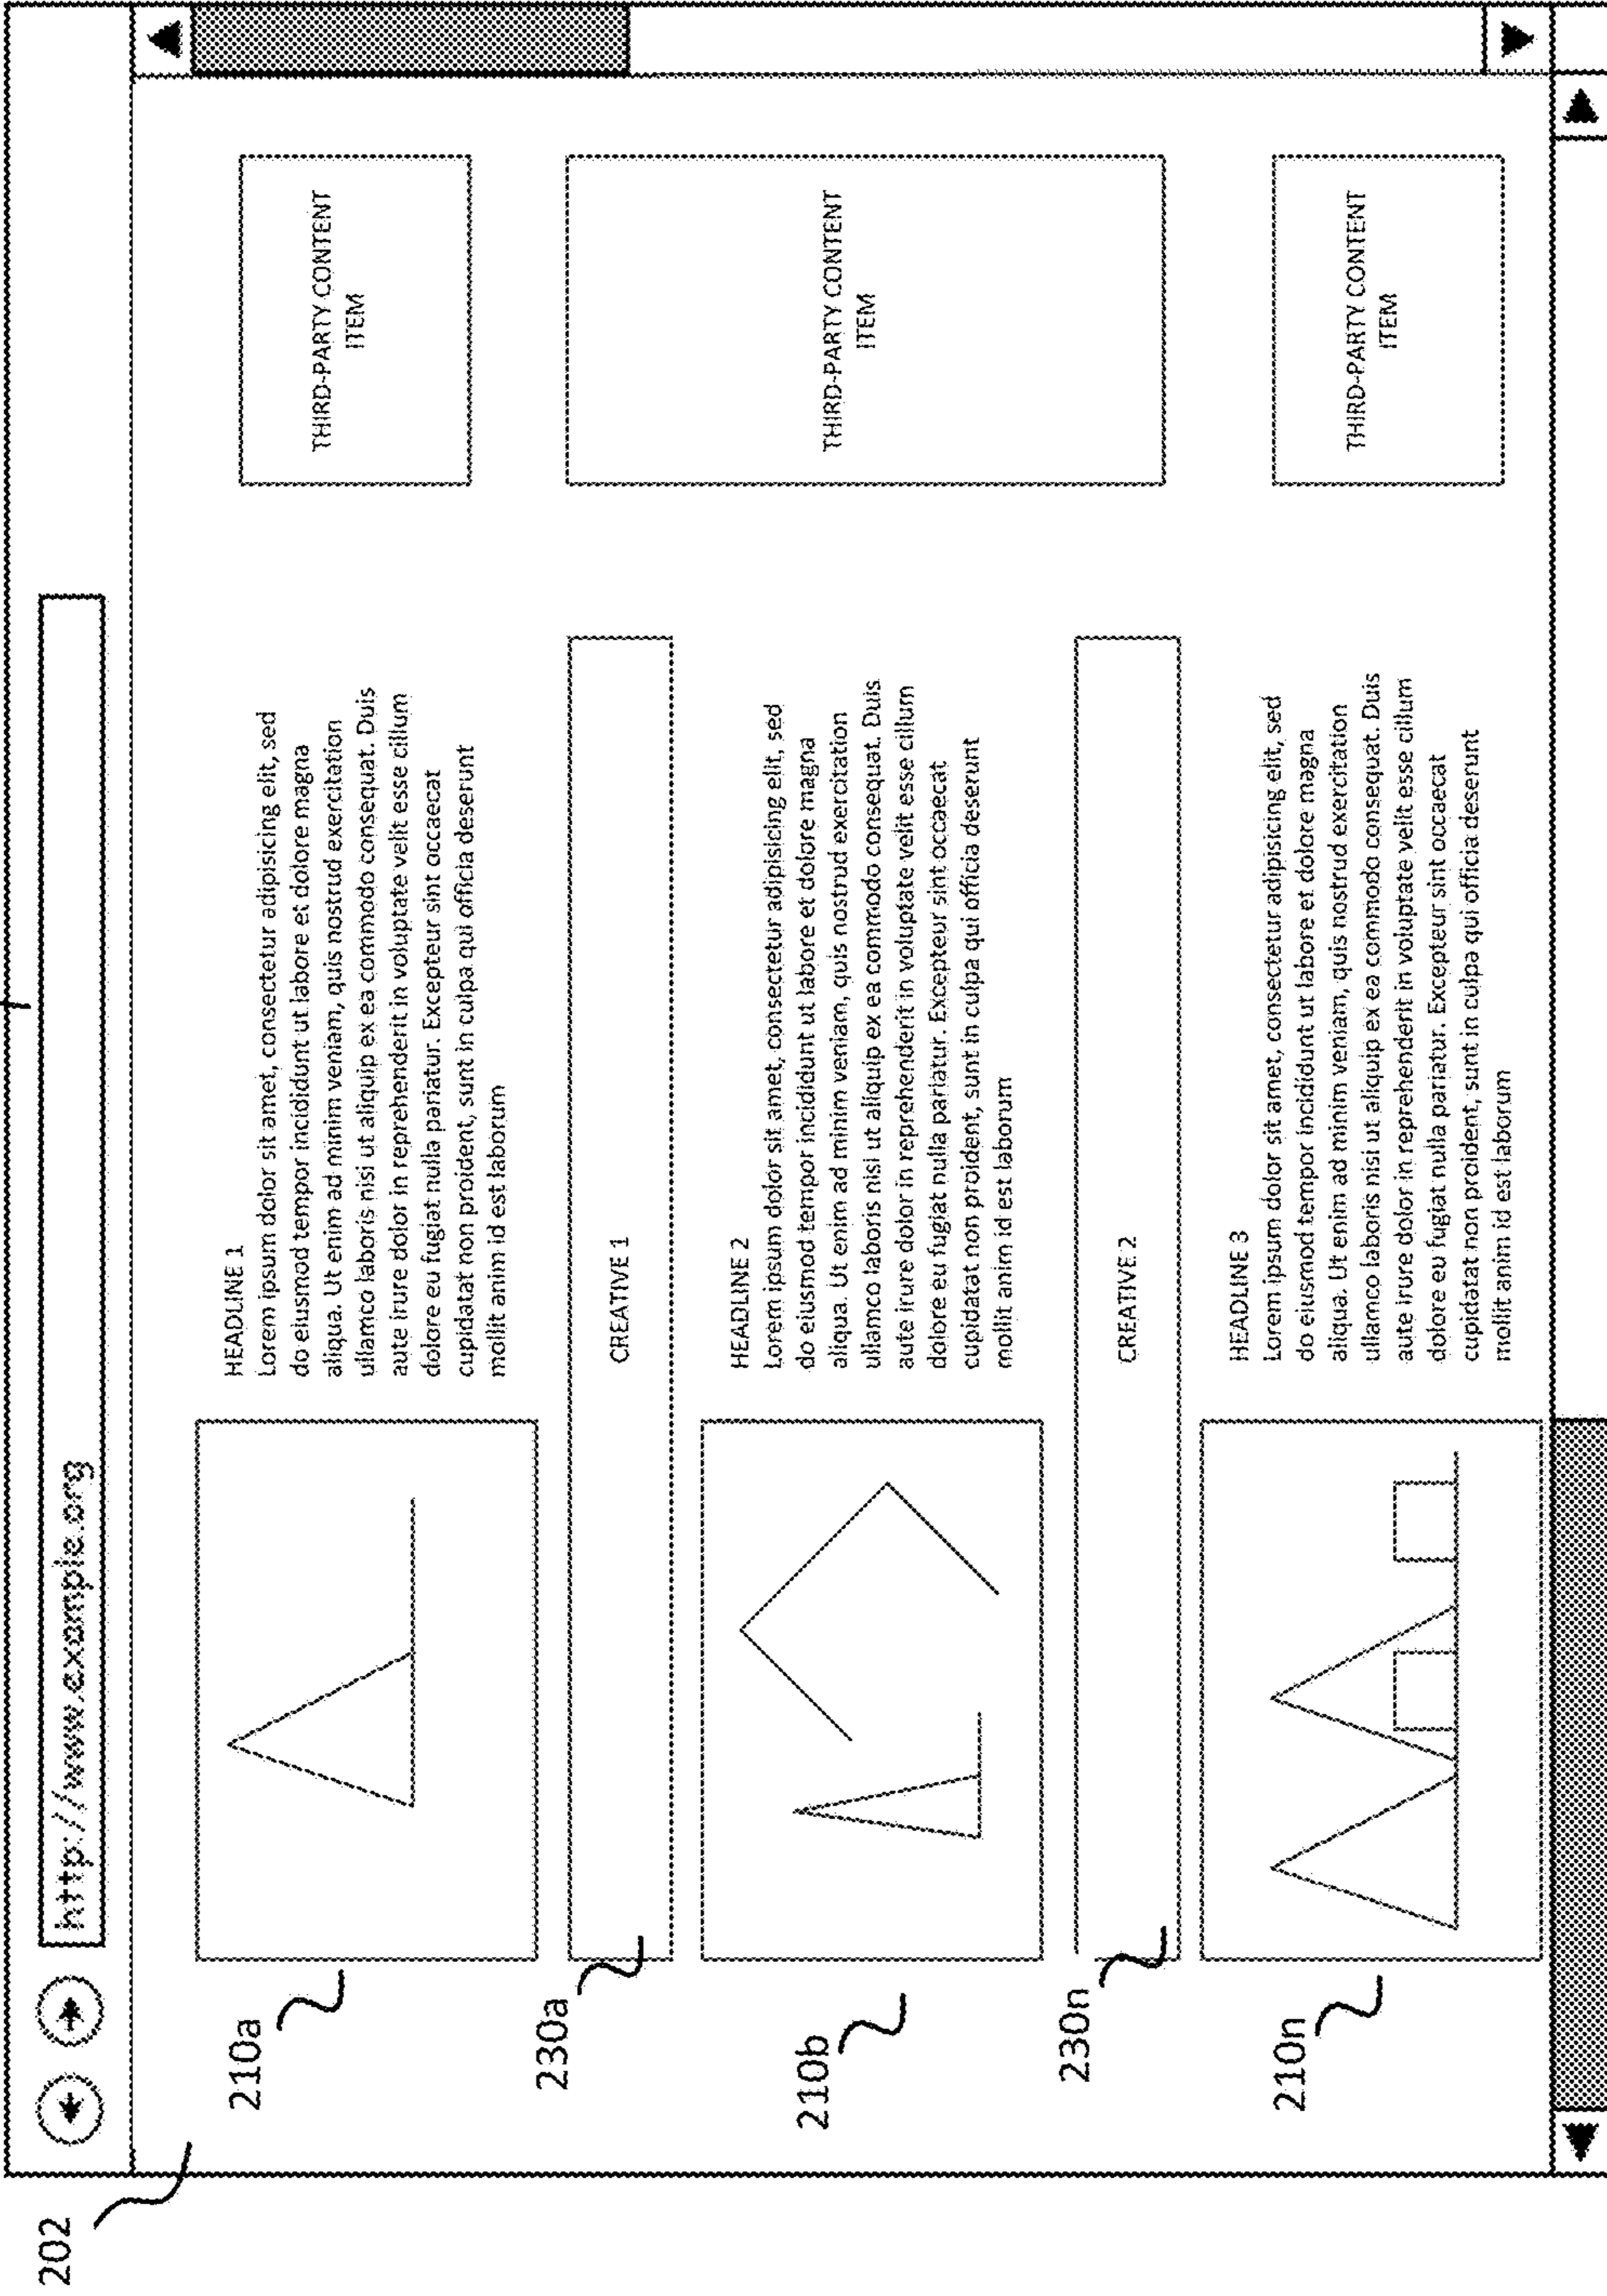 202
http://www.example.org
210a
HEADLINE 1
Lorem ipsum dolor sit amet, consectetur adipisicing elit, sed
do eiusmod tempor incididunt ut labore et dolore magna
aliqua. Ut enim ad minim veniam, quis nostrud exercitation
ullamco laboris nisi ut aliquip ex ea commodo consequat. Duis
aute irure dolor in reprehenderit in voluptate velit esse cillum
dolore eu fugiat nulla pariatur. Excepteur sint occaecat
cupidatat non proident, sunt in culpa qui officia deserunt
mollit anim id est laborum
THIRD-PARTY CONTENT
ITEM
230a
CREATIVE 1
210b
HEADLINE 2
Lorem ipsum dolor sit amet, consectetur adipisicing elit, sed
do eiusmod tempor incididunt ut labore et dolore magna
aliqua. Ut enim ad minim veniam, quis nostrud exercitation
ullamco laboris nisi ut aliquip ex ea commodo consequat. Duis
aute irure dolor in reprehenderit in voluptate velit esse cillum
dolore eu fugiat nulla pariatur. Excepteur sint occaecat
cupidatat non proident, sunt in culpa qui officia deserunt
mollit anim id est laborum
THIRD-PARTY CONTENT
ITEM
230n
CREATIVE 2
210n
HEADLINE 3
Lorem ipsum dolor sit amet, consectetur adipisicing elit, sed
do eiusmod tempor incididunt ut labore et dolore magna
aliqua. Ut enim ad minim veniam, quis nostrud exercitation
ullamco laboris nisi ut aliquip ex ea commodo consequat. Duis
aute irure dolor in reprehenderit in voluptate velit esse cillum
dolore eu fugiat nulla pariatur. Excepteur sint occaecat
cupidatat non proident, sunt in culpa qui officia deserunt
mollit anim id est laborum
THIRD-PARTY CONTENT
ITEM